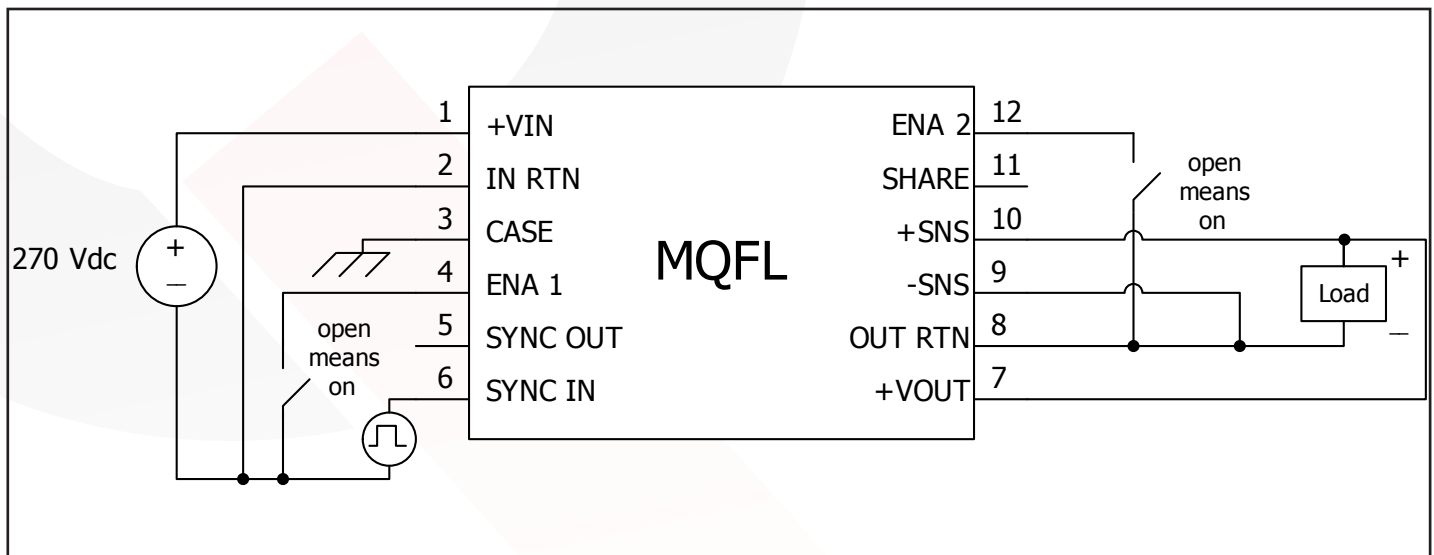 1
+VIN
2
IN RTN
3
CASE
4
ENA 1
5
SYNC OUT
6
SYNC IN
270 Vdc
+
—
open
means
on
MQFL
ENA 2
12
SHARE
11
+SNS
10
-SNS
9
OUT RTN
8
+VOUT
7
open
means
on
+
Load
—